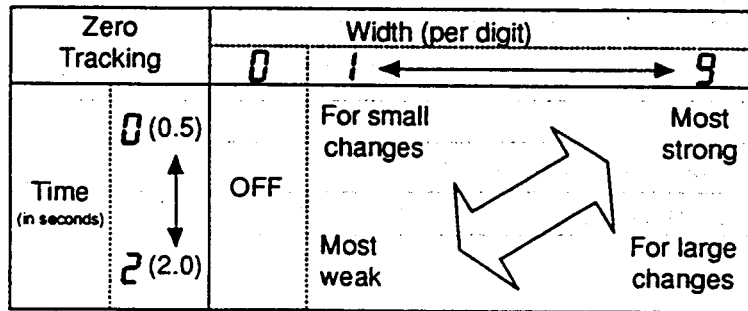 Zero Tracking
Width (per digit)
0 1 9
Time (in seconds)
0 (0.5)
2 (2.0)
OFF
For small changes
Most strong
Most weak
For large changes